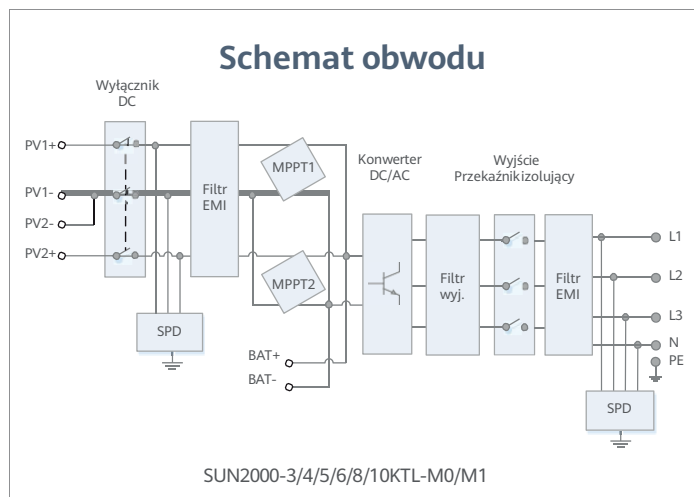 Schemat obwodu
Wyłącznik
DC
PV1+
PV1-
PV2-
PV2+
Filtr
EMI
MPPT1
MPPT2
SPD
BAT+
BAT-
Konwerter
DC/AC
Filtr
wyj.
Wyjście
Przekaźnikizolujący
Filtr
EMI
L1
L2
L3
N
PE
SPD
SUN2000-3/4/5/6/8/10KTL-M0/M1